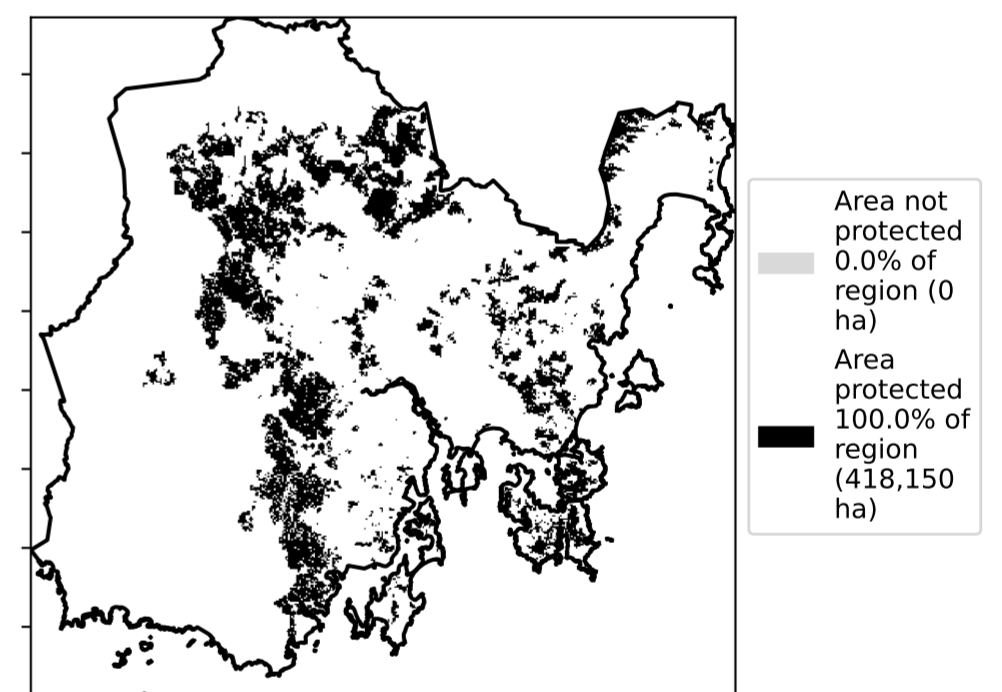 Area not
protected
0.0% of
region (0
ha)
Area
protected
100.0% of
region
(418,150
ha)